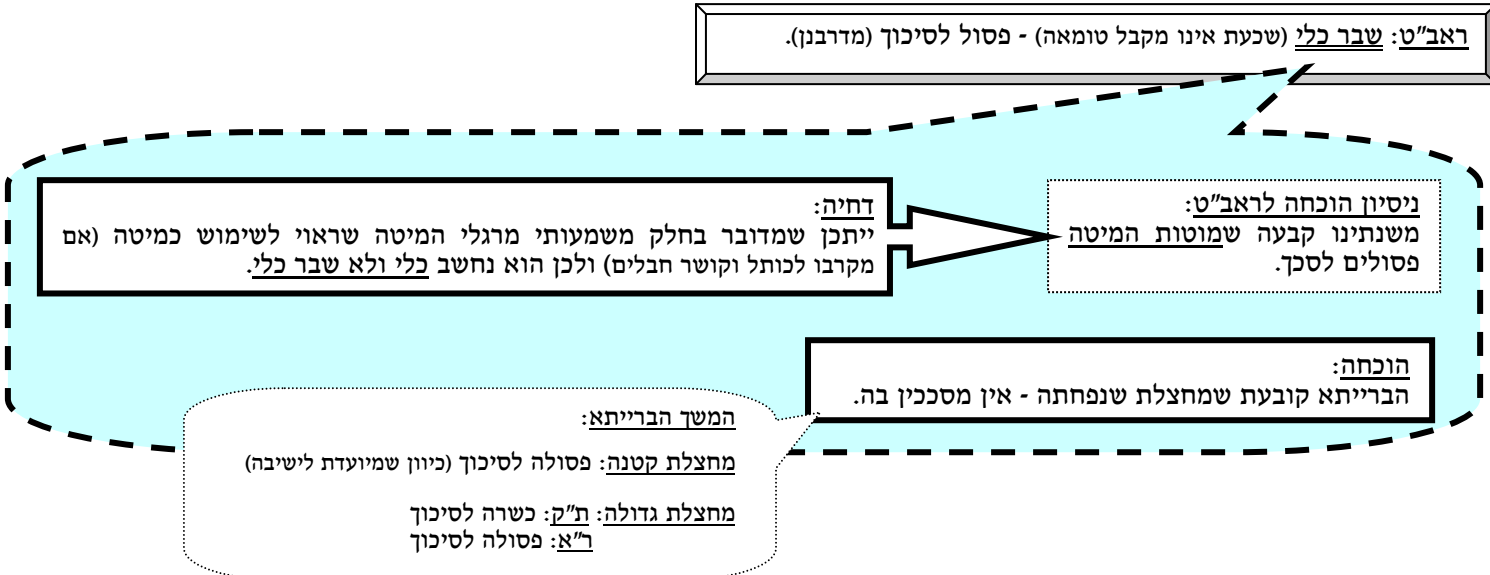 ראב"ט: שבר כלי (שכעת אינו מקבל טומאה) - פסול לסיכוך (מדרבנן).
ניסיון הוכחה לראב"ט:
משנתינו קבעה שמוטות המיטה
פסולים לסכך.
דחיה:
ייתכן שמדובר בחלק משמעותי מרגלי המיטה שראוי לשימוש כמיטה (אם
מקרבו לכותל וקושר חבלים) ולכן הוא נחשב כלי ולא שבר כלי.
הוכחה:
הברייתא קובעת שמחצלת שנפחתה - אין מסככין בה.
המשך הברייתא:
מחצלת קטנה: פסולה לסיכוך (כיוון שמיועדת לישיבה)
מחצלת גדולה: ת"ק: כשרה לסיכוך
ר"א: פסולה לסיכוך